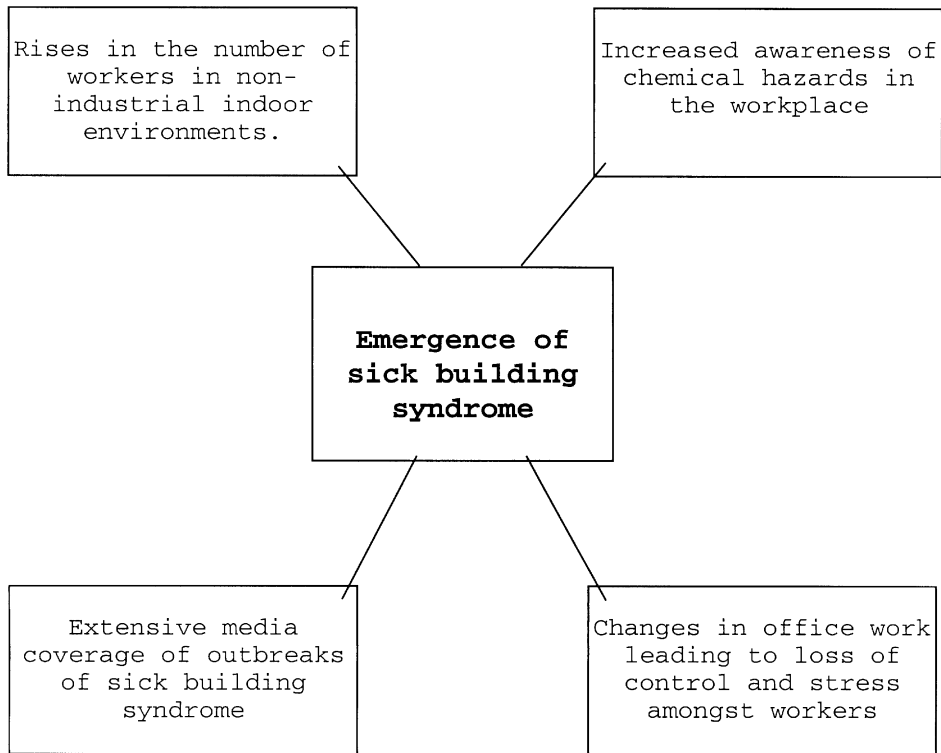 Rises in the number of
workers in non-
industrial indoor
environments.
Increased awareness of
chemical hazards in
the workplace
Emergence of
sick building
syndrome
Extensive media
coverage of outbreaks
of sick building
syndrome
Changes in office work
leading to loss of
control and stress
amongst workers